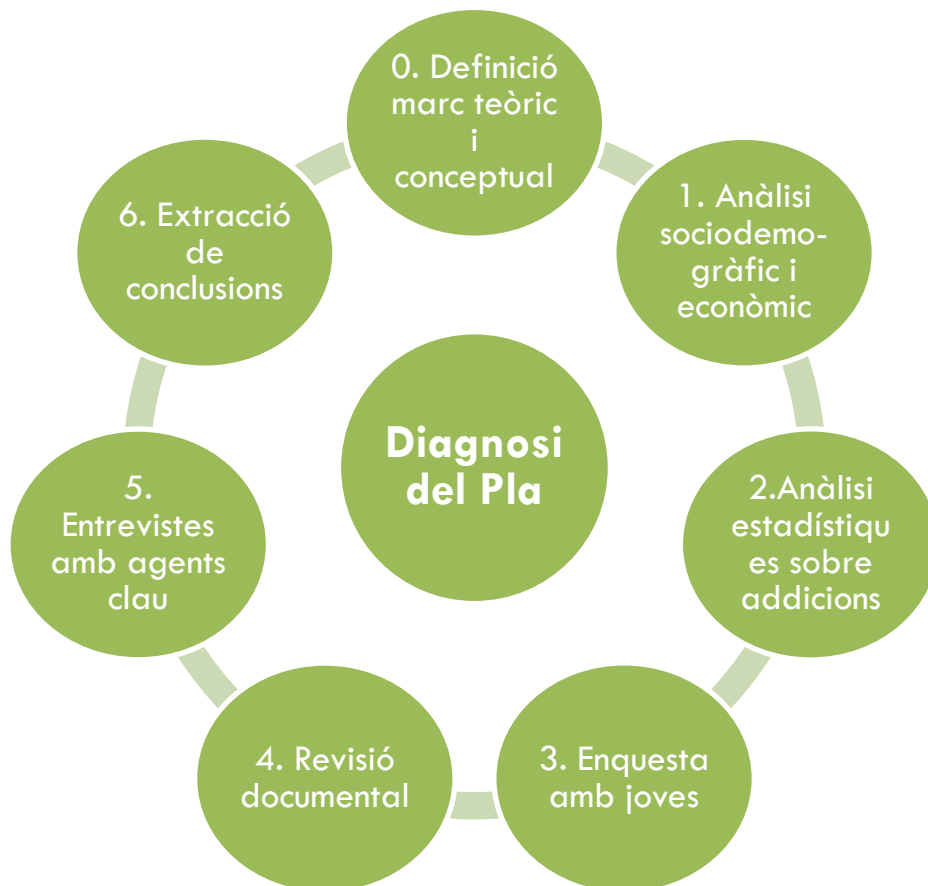 0. Definició
marc teòric
i
conceptual
1. Anàlisi
sociodemo-
gràfic i
econòmic
2.Anàlisi
estadístiqu
es sobre
addicions
3. Enquesta
amb joves
4. Revisió
documental
5.
Entrevistes
amb agents
clau
6. Extracció
de
conclusions
Diagnosi
del Pla